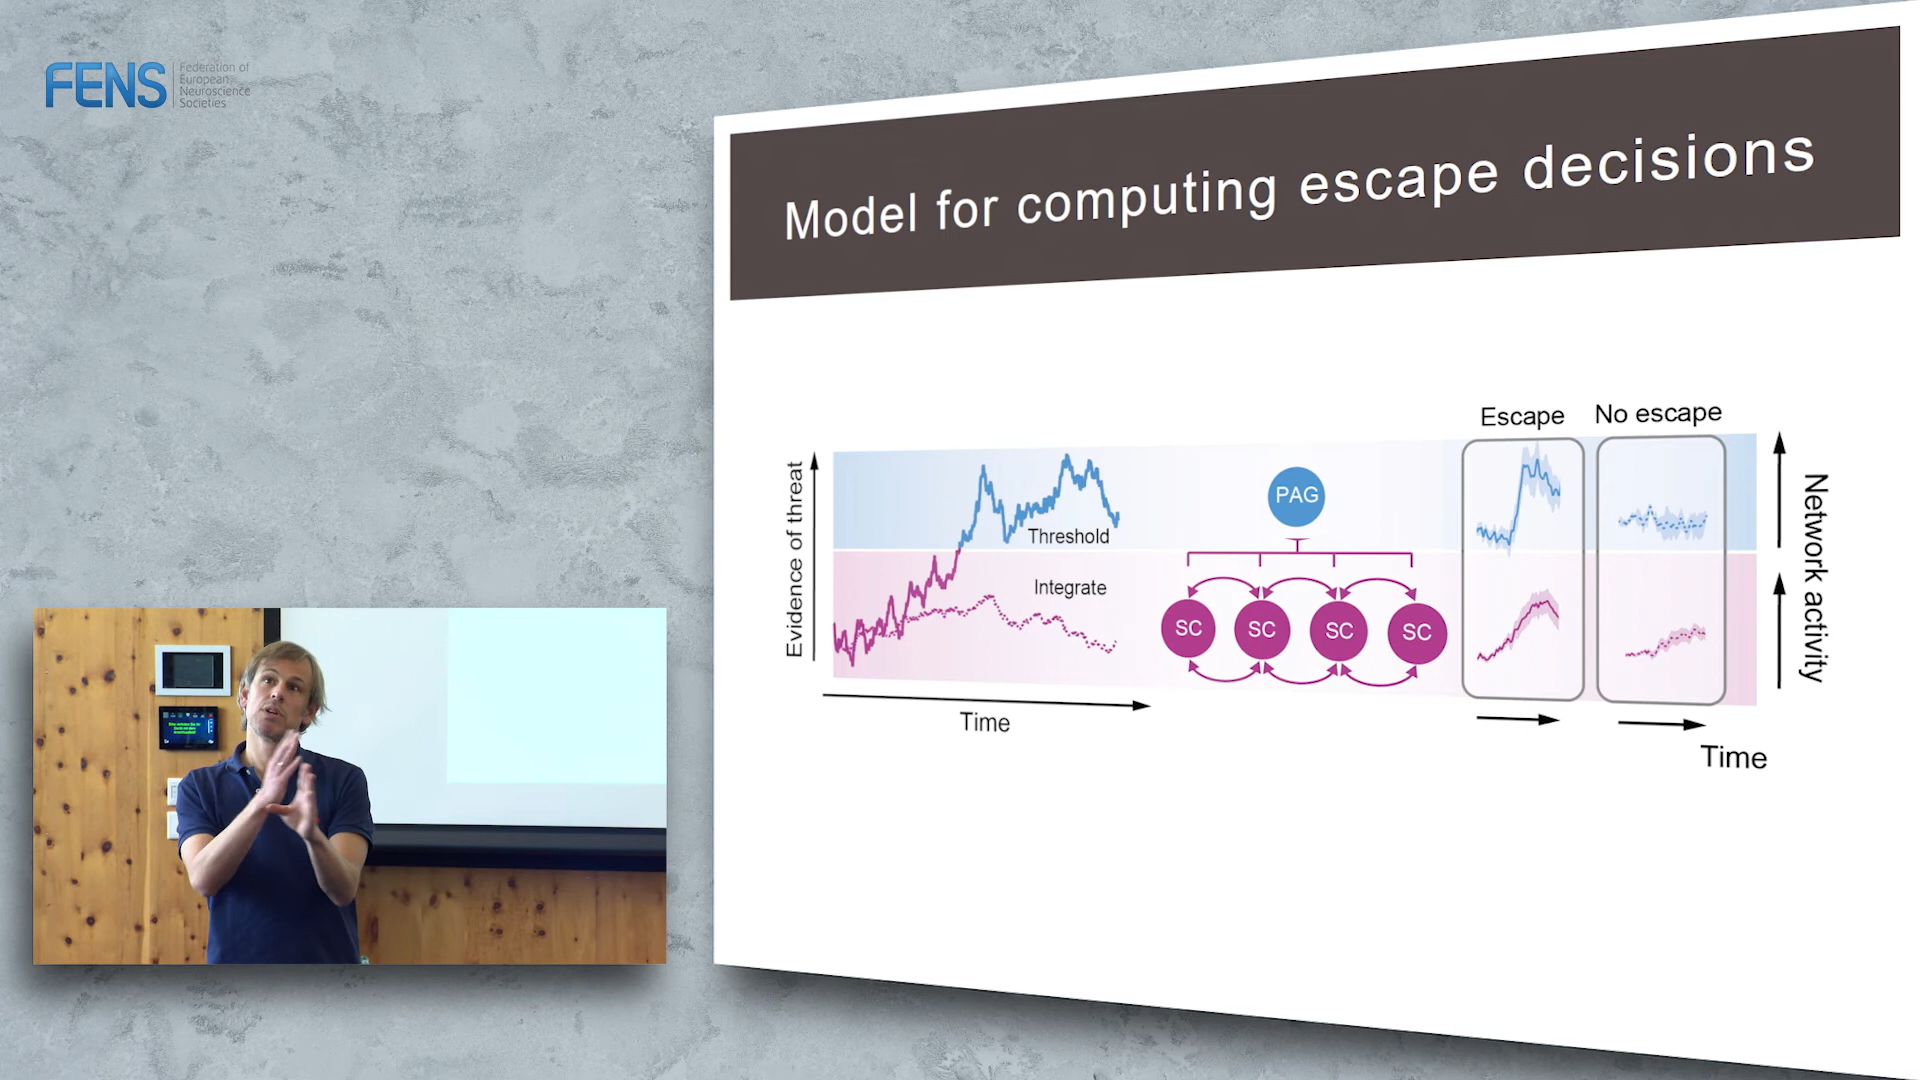 FENS
Federation of
European
Neuroscience
Societies
Model for computing escape decisions
Escape
No escape
Evidence of threat
Threshold
Integrate
Time
PAG
SC
SC
SC
SC
Network activity
Time